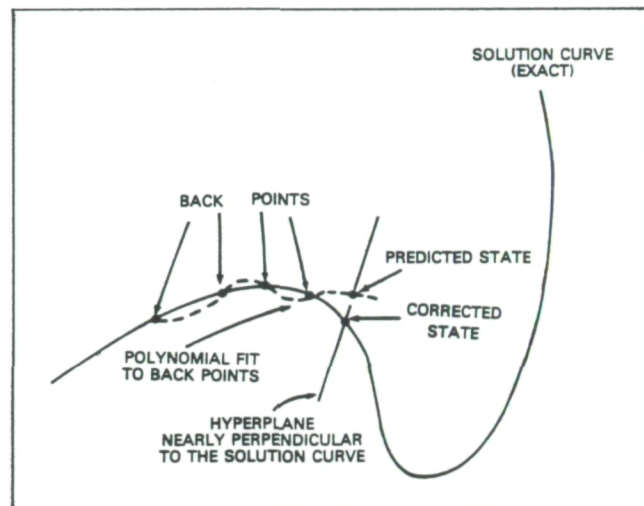 SOLUTION CURVE
(EXACT)
BACK
POINTS
PREDICTED STATE
CORRECTED
STATE
POLYNOMIAL FIT
TO BACK POINTS
HYPERPLANE
NEARLY PERPENDICULAR
TO THE SOLUTION CURVE